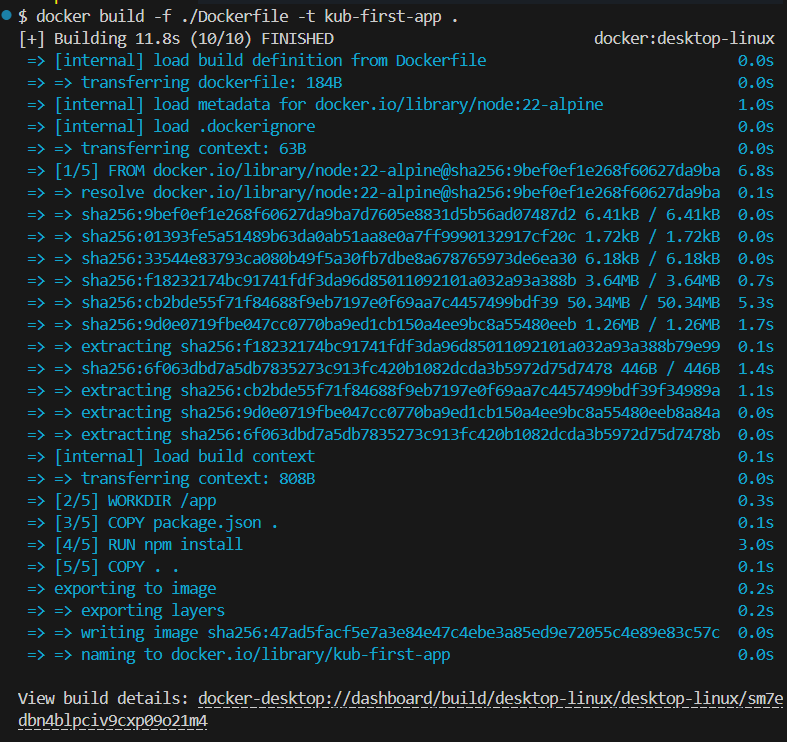 $ docker build -f ./Dockerfile -t kub-first-app .
[+] Building 11.8s (10/10) FINISHED docker:desktop-linux
=> [internal] load build definition from Dockerfile 0.0s
=> => transferring dockerfile: 184B 0.0s
=> [internal] load metadata for docker.io/library/node:22-alpine 1.0s
=> [internal] load .dockerignore 0.0s
=> => transferring context: 63B 0.0s
=> [1/5] FROM docker.io/library/node:22-alpine@sha256:9bef0ef1e268f60627da9ba 6.8s
=> => resolve docker.io/library/node:22-alpine@sha256:9bef0ef1e268f60627da9ba 0.1s
=> => sha256:9bef0ef1e268f60627da9ba7d7605e8831d5b56ad07487d2 6.41kB / 6.41kB 0.0s
=> => sha256:01393fe5a51489b63da0ab51aa8e0a7ff9990132917cf20c 1.72kB / 1.72kB 0.0s
=> => sha256:33544e83793ca080b49f5a30fb7dbe8a678765973de6ea30 6.18kB / 6.18kB 0.0s
=> => sha256:f18232174bc91741fdf3da96d85011092101a032a93a388b 3.64MB / 3.64MB 0.7s
=> => sha256:cb2bde55f71f84688f9eb7197e0f69aa7c4457499bdf39 50.34MB / 50.34MB 5.3s
=> => sha256:9d0e0719fbe047cc0770ba9ed1cb150a4ee9bc8a55480eeb 1.26MB / 1.26MB 1.7s
=> => extracting sha256:f18232174bc91741fdf3da96d85011092101a032a93a388b79e99 0.1s
=> => sha256:6f063dbd7a5db7835273c913fc420b1082dcda3b5972d75d7478 446B / 446B 1.4s
=> => extracting sha256:cb2bde55f71f84688f9eb7197e0f69aa7c4457499bdf39f34989a 1.1s
=> => extracting sha256:9d0e0719fbe047cc0770ba9ed1cb150a4ee9bc8a55480eeb8a84a 0.0s
=> => extracting sha256:6f063dbd7a5db7835273c913fc420b1082dcda3b5972d75d7478b 0.0s
=> [internal] load build context 0.1s
=> => transferring context: 808B 0.0s
=> [2/5] WORKDIR /app 0.3s
=> [3/5] COPY package.json . 0.1s
=> [4/5] RUN npm install 3.0s
=> [5/5] COPY . . 0.1s
=> exporting to image 0.2s
=> => exporting layers 0.2s
=> => writing image sha256:47ad5facf5e7a3e84e47c4ebe3a85ed9e72055c4e89e83c57c 0.0s
=> => naming to docker.io/library/kub-first-app 0.0s
View build details: docker-desktop://dashboard/build/desktop-linux/desktop-linux/sm7e
dbn4blpciv9cxp09o21m4